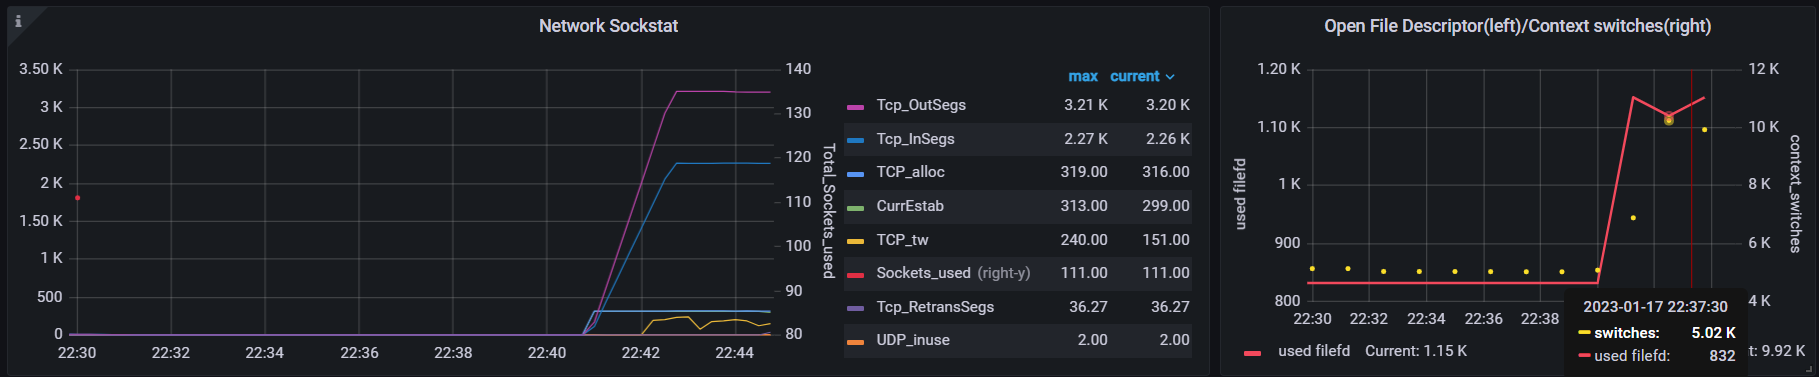 i
Network Sockstat
3.50 K
3 K
2.50 K
2 K
1.50 K
1 K
500
0
140
130
120
110
100
90
80
Total_Sockets_used
22:30 22:32 22:34 22:36 22:38 22:40 22:42 22:44
max current
Tcp_OutSegs 3.21 K 3.20 K
Tcp_InSegs 2.27 K 2.26 K
TCP_alloc 319.00 316.00
CurrEstab 313.00 299.00
TCP_tw 240.00 151.00
Sockets_used (right-y) 111.00 111.00
Tcp_RetransSegs 36.27 36.27
UDP_inuse 2.00 2.00
Open File Descriptor(left)/Context switches(right)
1.20 K
1.10 K
1 K
900
800
used filefd
12 K
10 K
8 K
6 K
4 K
context_switches
22:30 22:32 22:34 22:36 22:38
2023-01-17 22:37:30
switches: 5.02 K
used filefd: 832
used filefd Current: 1.15 K
t: 9.92 K